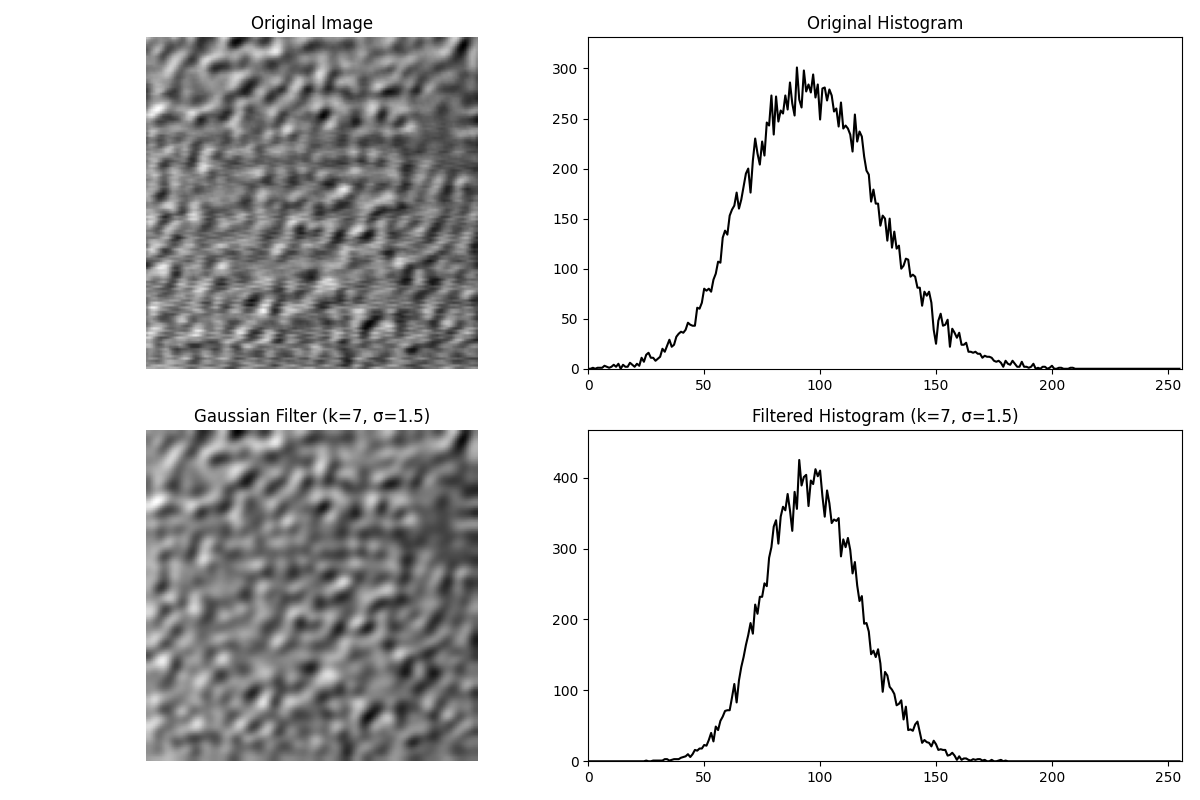 Original Image
Original Histogram
300
250
200
150
100
50
0
0 50 100 150 200 250
Gaussian Filter (k=7, σ=1.5)
Filtered Histogram (k=7, σ=1.5)
400
300
200
100
0
0 50 100 150 200 250